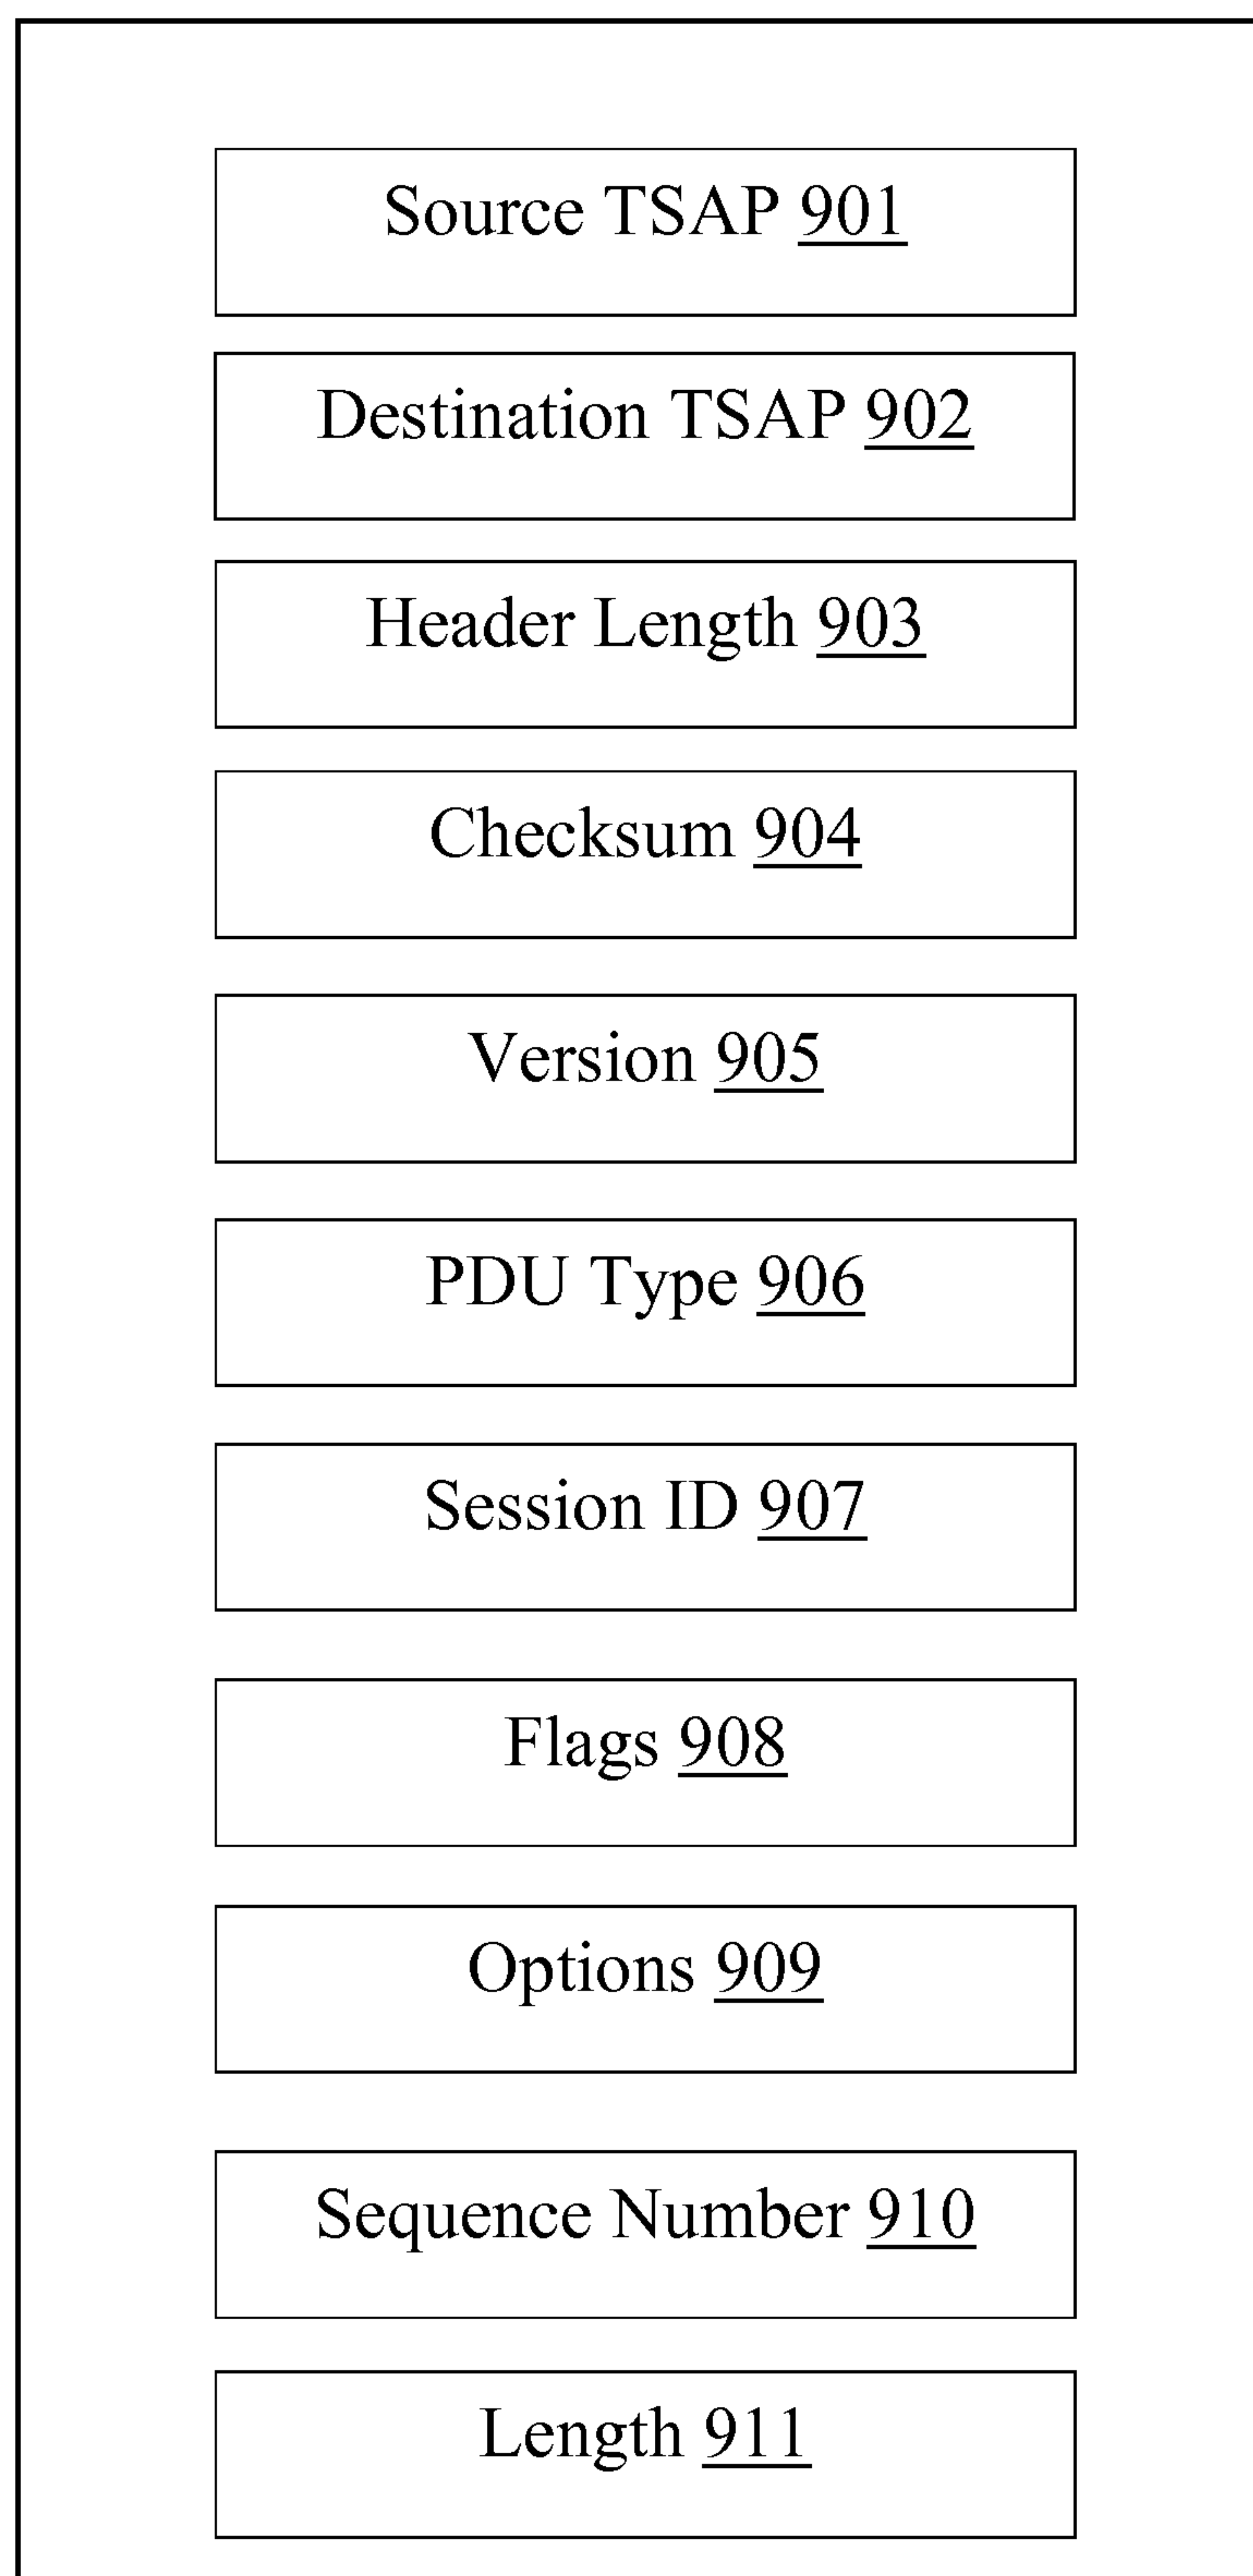 Source TSAP 901
Destination TSAP 902
Header Length 903
Checksum 904
Version 905
PDU Type 906
Session ID 907
Flags 908
Options 909
Sequence Number 910
Length 911